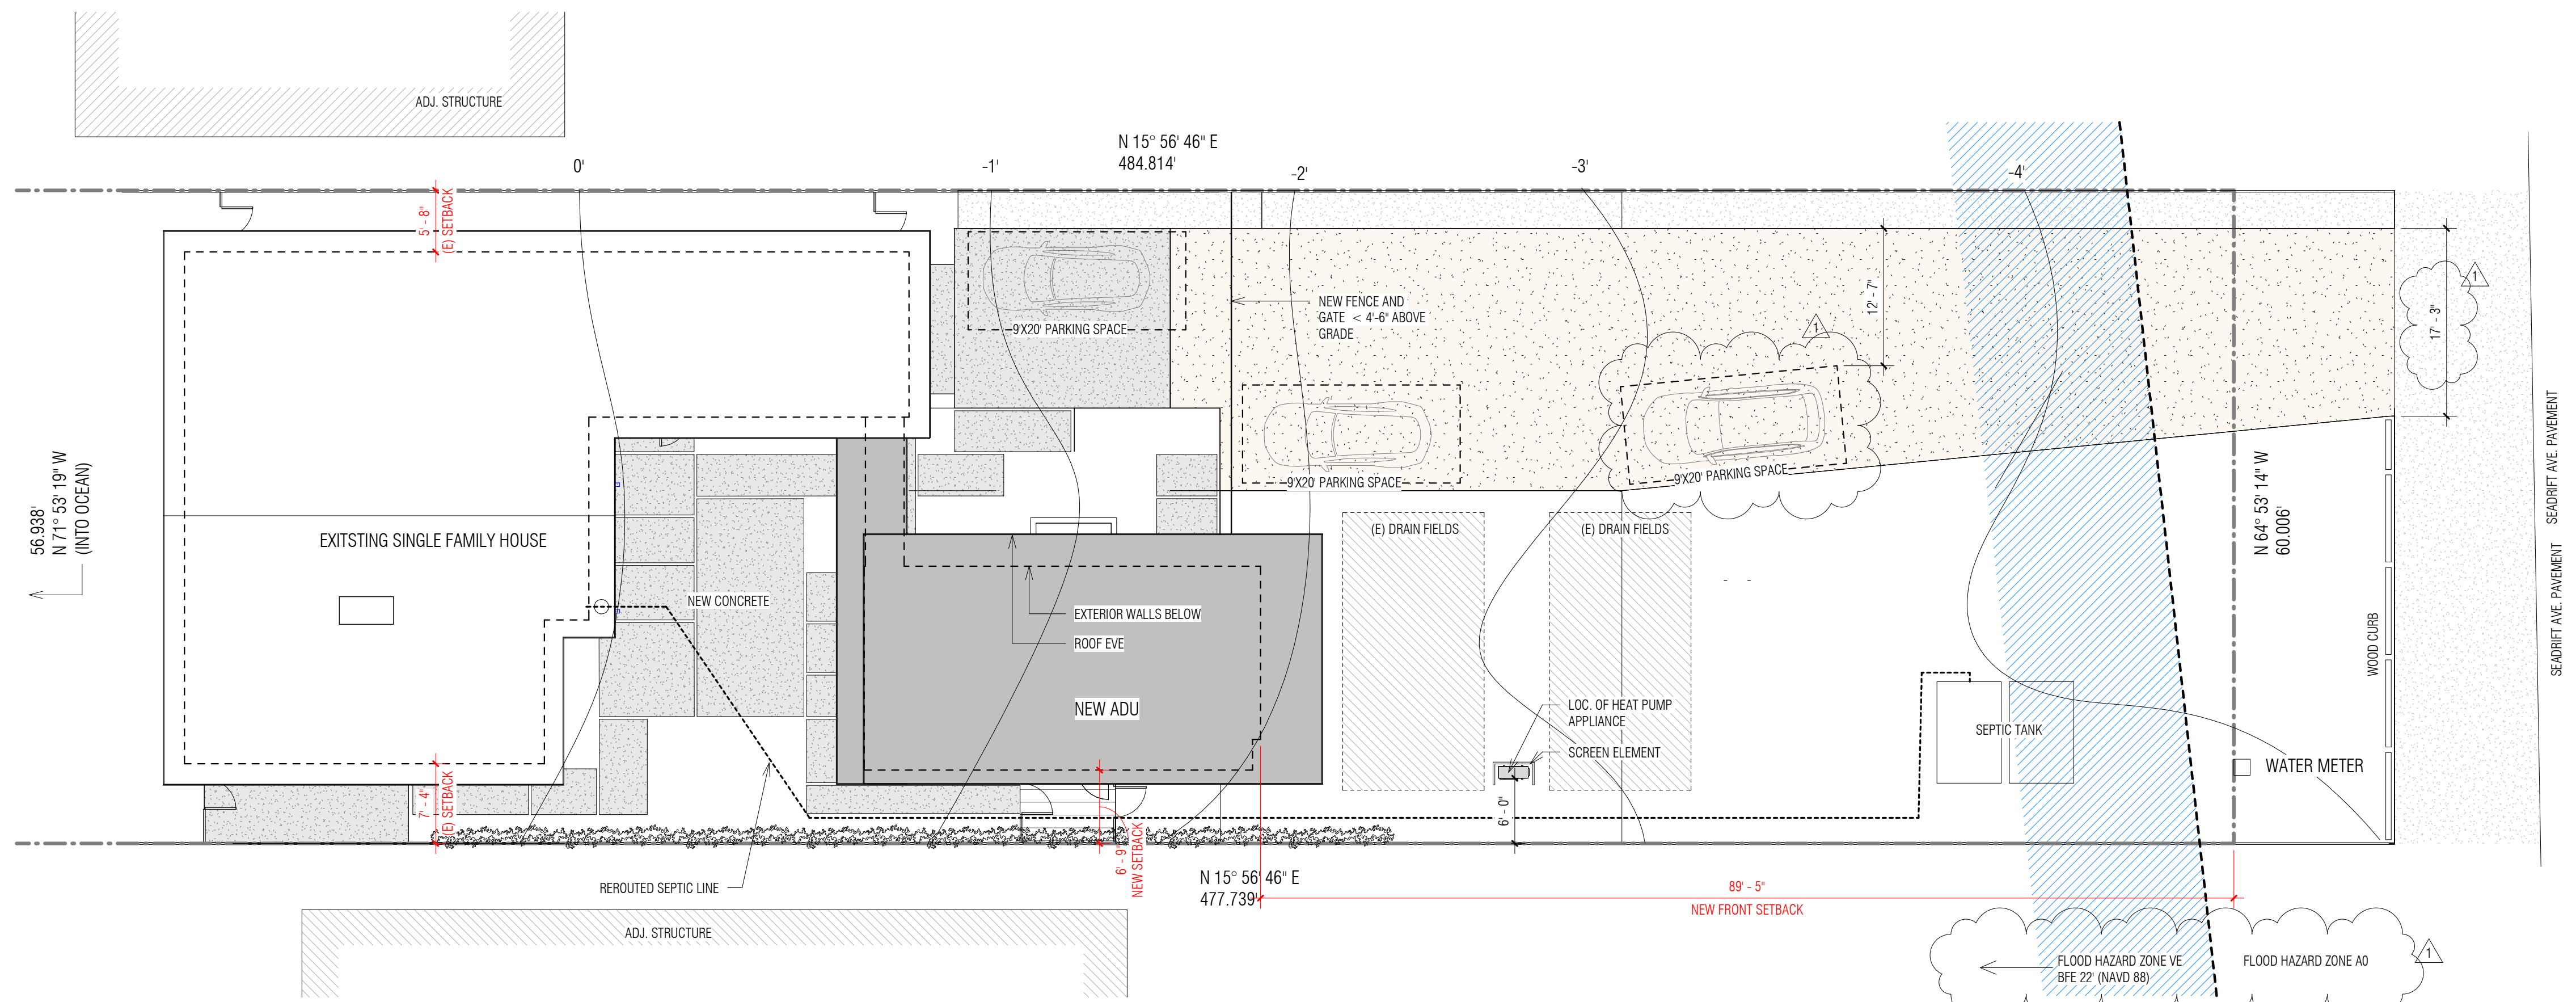 ADJ. STRUCTURE
N 15° 56' 46" E
484.814'
0'
-1'
-2'
-3'
-4'
5' - 8"
(E) SETBACK
9'X20' PARKING SPACE
NEW FENCE AND
GATE < 4'-6" ABOVE
GRADE
12' - 7"
1
1
17' - 3"
9'X20' PARKING SPACE
9'X20' PARKING SPACE
56.938'
N 71° 53' 19" W
(INTO OCEAN)
EXITSTING SINGLE FAMILY HOUSE
(E) DRAIN FIELDS
(E) DRAIN FIELDS
N 64° 53' 14" W
60.006'
SEADRIFT AVE. PAVEMENT
SEADRIFT AVE. PAVEMENT
NEW CONCRETE
EXTERIOR WALLS BELOW
ROOF EVE
WOOD CURB
NEW ADU
LOC. OF HEAT PUMP
APPLIANCE
SCREEN ELEMENT
SEPTIC TANK
WATER METER
7' - 4"
(E) SETBACK
6' - 0"
6' - 9"
NEW SETBACK
REROUTED SEPTIC LINE
N 15° 56' 46" E
477.739'
89' - 5"
NEW FRONT SETBACK
ADJ. STRUCTURE
FLOOD HAZARD ZONE VE
BFE 22' (NAVD 88)
FLOOD HAZARD ZONE A0
1